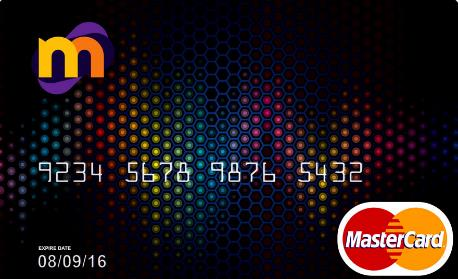 m
9234 5678 9876 5432
EXPIRE DATE
08/09/16
MasterCard